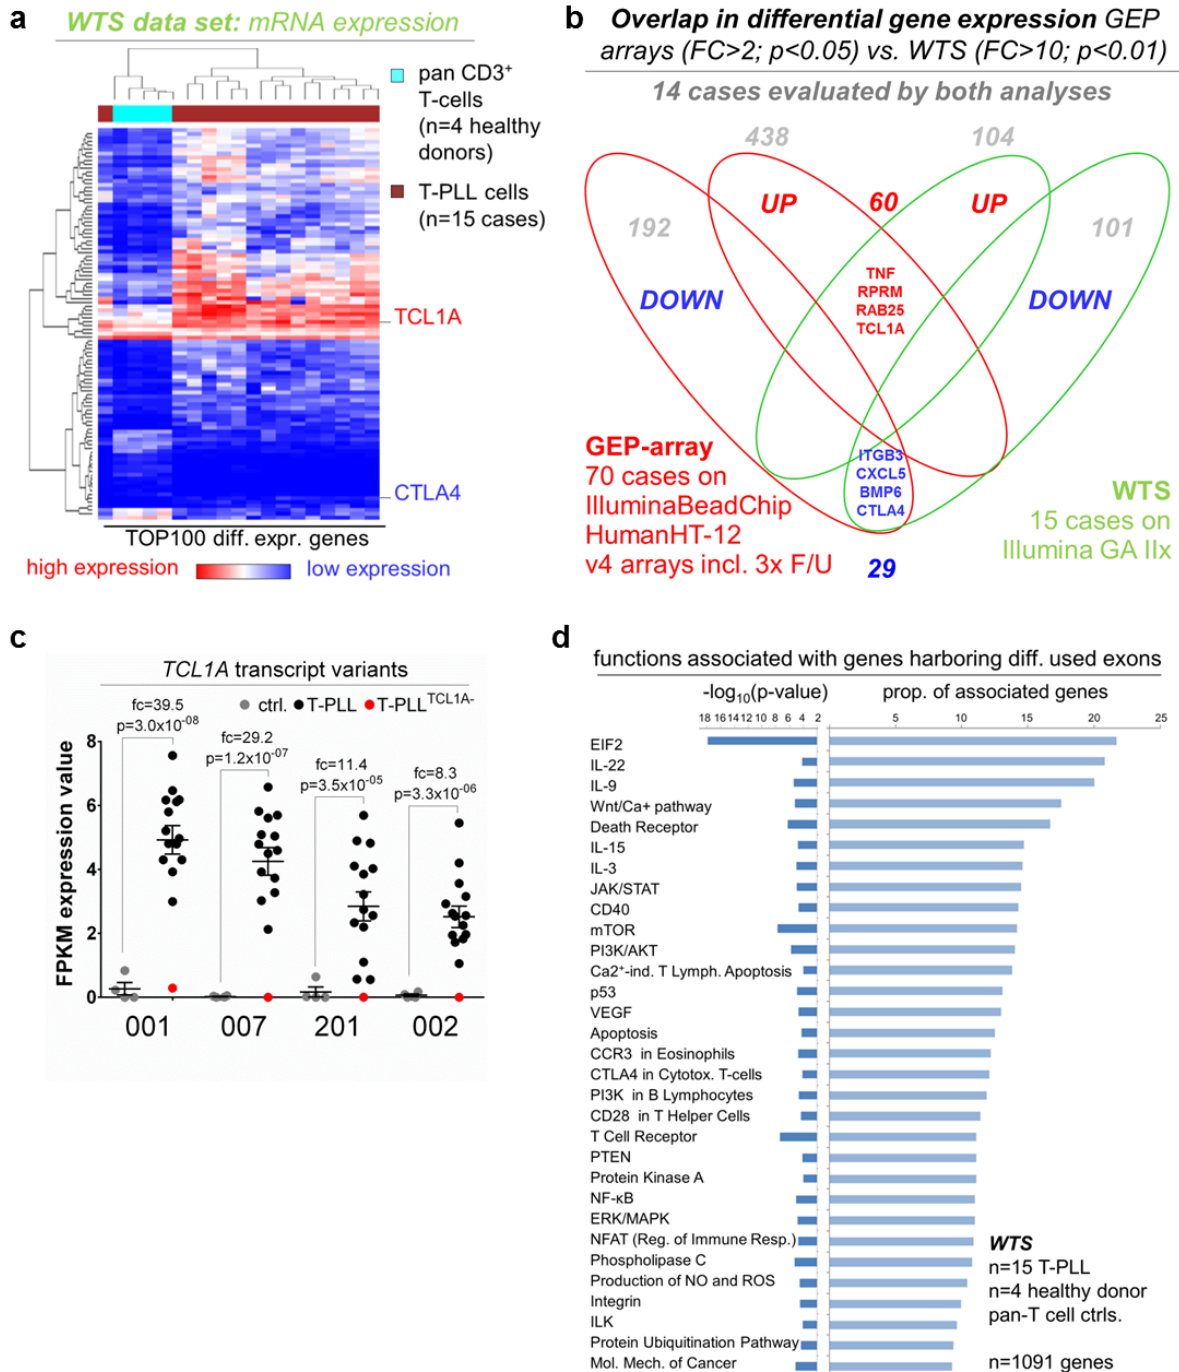 a
WTS data set: mRNA expression
pan CD3+
T-cells
(n=4 healthy
donors)
T-PLL cells
(n=15 cases)
TCL1A
CTLA4
TOP100 diff. expr. genes
high expression
low expression
b
Overlap in differential gene expression GEP
arrays (FC>2; p<0.05) vs. WTS (FC>10; p<0.01)
14 cases evaluated by both analyses
438
104
UP
60
UP
192
101
DOWN
DOWN
TNF
RPRM
RAB25
TCL1A
ITGB3
CXCL5
BMP6
CTLA4
29
GEP-array
70 cases on
IlluminaBeadChip
HumanHT-12
v4 arrays incl. 3x F/U
WTS
15 cases on
Illumina GA IIx
c
TCL1A transcript variants
ctrl. T-PLL T-PLL^TCL1A-
fc=39.5
p=3.0x10^-08
fc=29.2
p=1.2x10^-07
fc=11.4
p=3.5x10^-05
fc=8.3
p=3.3x10^-06
FPKM expression value
8
6
4
2
0
001 007 201 002
d
functions associated with genes harboring diff. used exons
-log10(p-value) prop. of associated genes
18 16 14 12 10 8 6 4 2 5 10 15 20 25
EIF2
IL-22
IL-9
Wnt/Ca+ pathway
Death Receptor
IL-15
IL-3
JAK/STAT
CD40
mTOR
PI3K/AKT
Ca2+-ind. T Lymph. Apoptosis
p53
VEGF
Apoptosis
CCR3 in Eosinophils
CTLA4 in Cytotox. T-cells
PI3K in B Lymphocytes
CD28 in T Helper Cells
T Cell Receptor
PTEN
Protein Kinase A
NF-κB
ERK/MAPK
NFAT (Reg. of Immune Resp.)
Phospholipase C
Production of NO and ROS
Integrin
ILK
Protein Ubiquitination Pathway
Mol. Mech. of Cancer
WTS
n=15 T-PLL
n=4 healthy donor
pan-T cell ctrls.
n=1091 genes